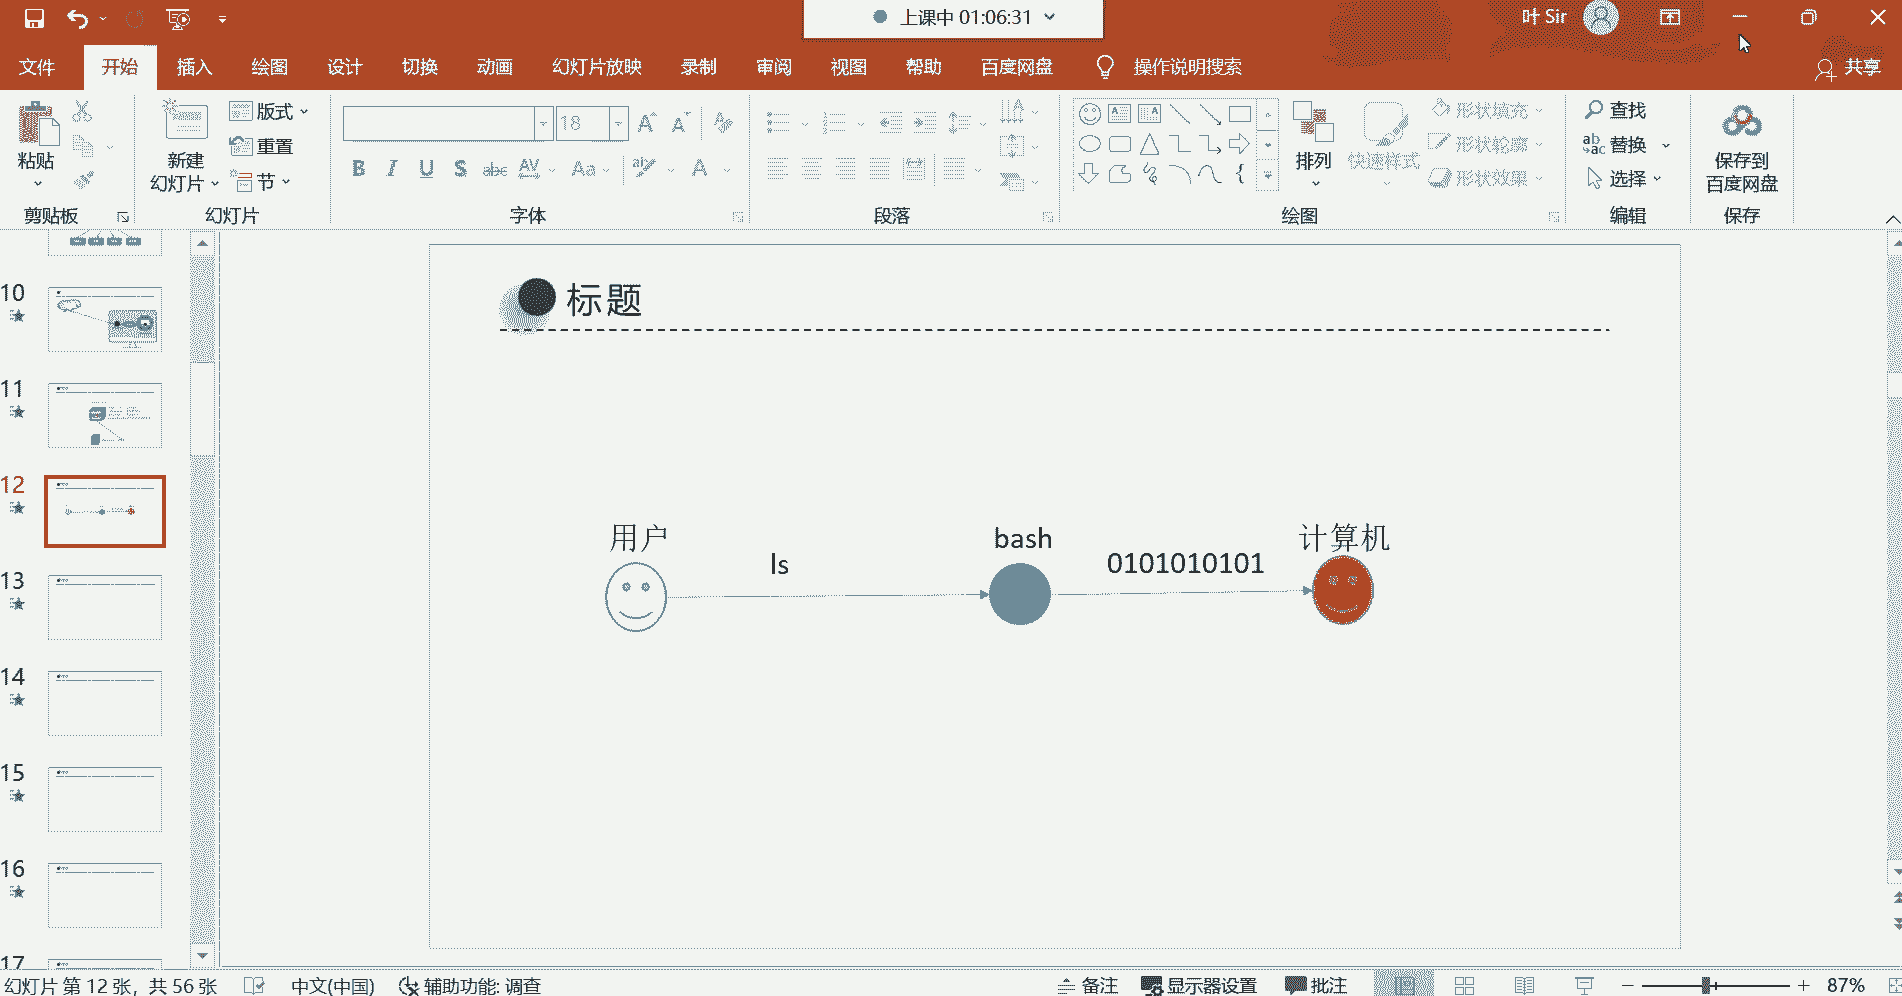 上课中 01:06:31
叶 Sir
文件 开始 插入 绘图 设计 切换 动画 幻灯片放映 录制 审阅 视图 帮助 百度网盘 操作说明搜索 共享
粘贴
剪贴板
新建
幻灯片
版式
重置
节
幻灯片
18
B I U S abc AV Aa A
字体
段落
排列
快速样式
形状填充
形状轮廓
形状效果
绘图
查找
替换
选择
编辑
保存到
百度网盘
保存
10
11
12
13
14
15
16
17
标题
用户
ls
bash
0101010101
计算机
幻灯片 第 12 张，共 56 张 中文(中国) 辅助功能: 调查 备注 显示器设置 批注 87%